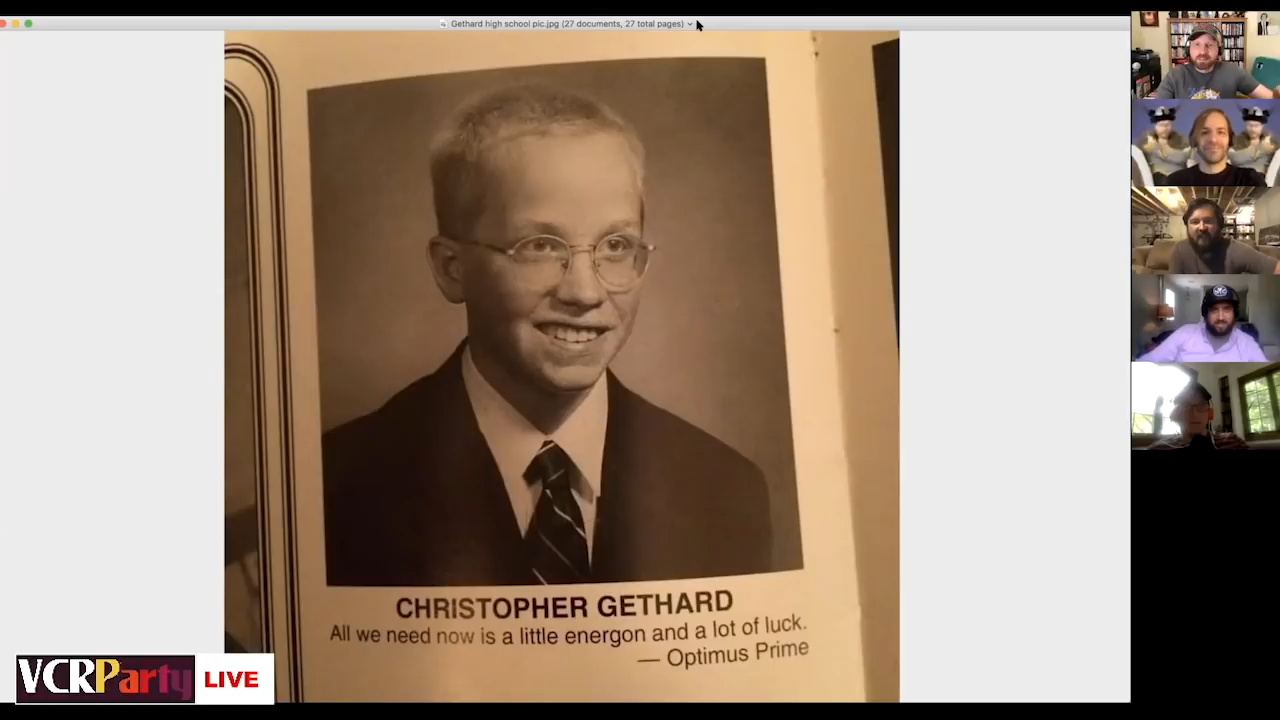 Gethard high school pic.jpg (27 documents, 27 total pages)
CHRISTOPHER GETHARD
All we need now is a little energon and a lot of luck.
— Optimus Prime
VCRParty LIVE